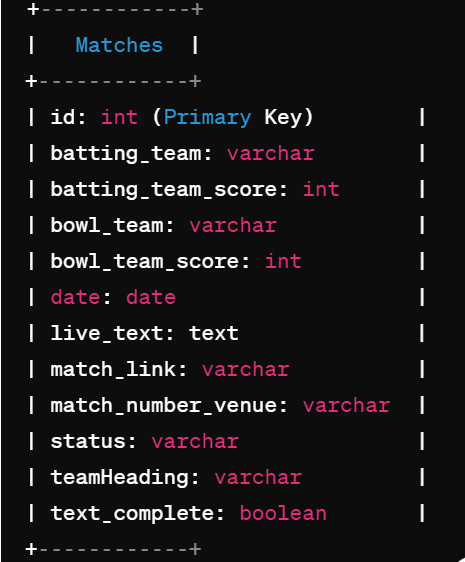 +------------+
|   Matches  |
+------------+
| id: int (Primary Key)        |
| batting_team: varchar        |
| batting_team_score: int      |
| bowl_team: varchar           |
| bowl_team_score: int         |
| date: date                   |
| live_text: text              |
| match_link: varchar          |
| match_number_venue: varchar  |
| status: varchar              |
| teamHeading: varchar         |
| text_complete: boolean       |
+------------+